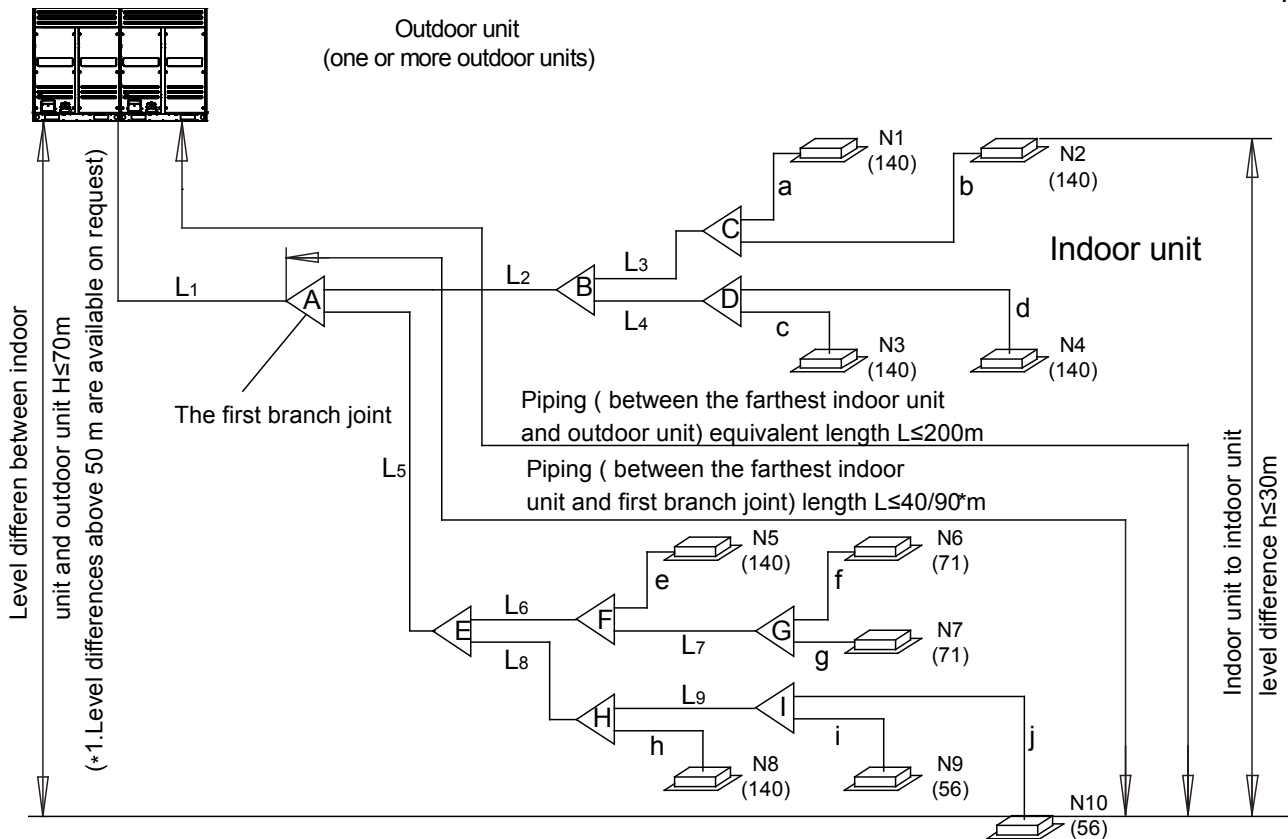 Outdoor unit
(one or more outdoor units)
Level differen between indoor
unit and outdoor unit H≤70m
(*1.Level differences above 50 m are available on request)
N1
(140)
N2
(140)
a
b
C
Indoor unit
L1
A
L2
B
L3
L4
D
c
d
N3
(140)
N4
(140)
The first branch joint
Piping ( between the farthest indoor unit
and outdoor unit) equivalent length L≤200m
Piping ( between the farthest indoor
unit and first branch joint) length L≤40/90*m
Indoor unit to intdoor unit
level difference h≤30m
L5
N5
(140)
N6
(71)
e
f
E
L6
F
L7
G
g
N7
(71)
L8
H
L9
I
h
i
j
N8
(140)
N9
(56)
N10
(56)